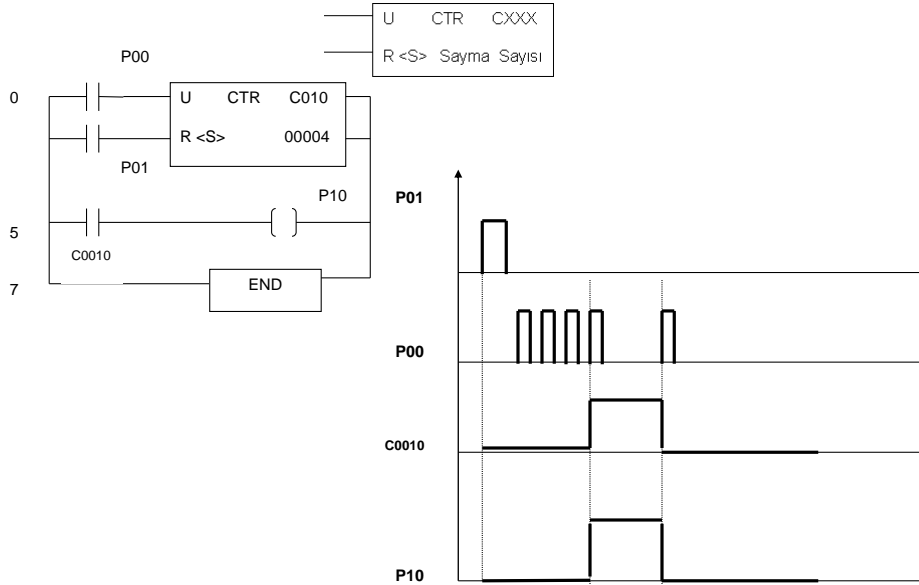 U CTR CXXX
R <S> Sayma Sayısı
P00
0
U CTR C010
R <S> 00004
P01
P10
5
C0010
7
END
P01
P00
C0010
P10